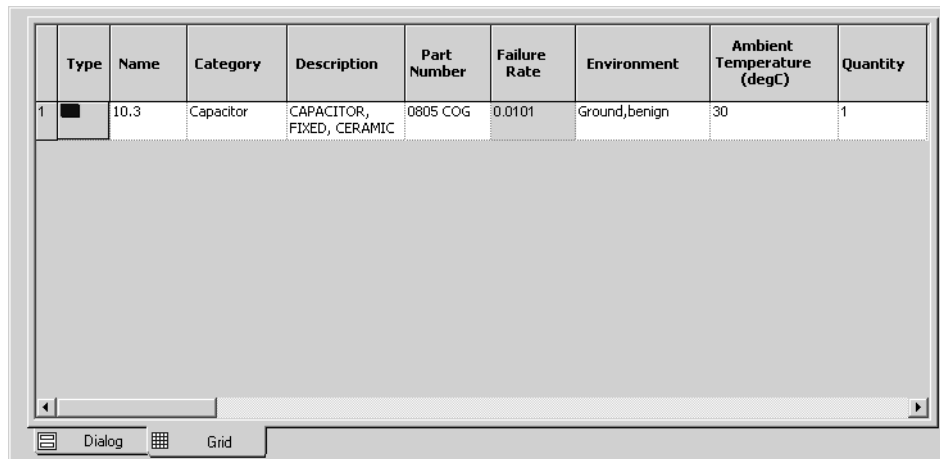 Type Name Category Description Part Number Failure Rate Environment Ambient Temperature (degC) Quantity
1 10.3 Capacitor CAPACITOR, FIXED, CERAMIC 0805 COG 0.0101 Ground,benign 30 1
Dialog Grid